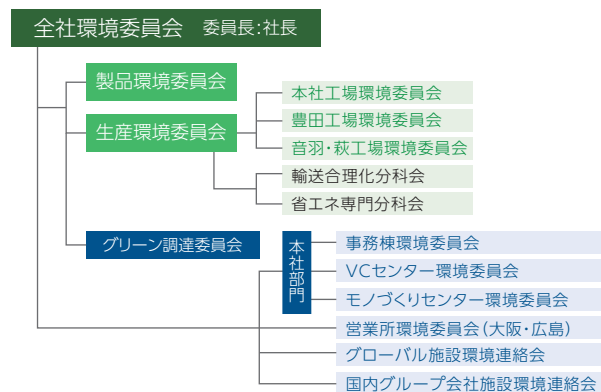 全社環境委員会 委員長:社長
製品環境委員会
生産環境委員会
本社工場環境委員会
豊田工場環境委員会
音羽・萩工場環境委員会
輸送合理化分科会
省エネ専門分科会
グリーン調達委員会
本社部門
事務棟環境委員会
VCセンター環境委員会
モノづくりセンター環境委員会
営業所環境委員会(大阪・広島)
グローバル施設環境連絡会
国内グループ会社施設環境連絡会